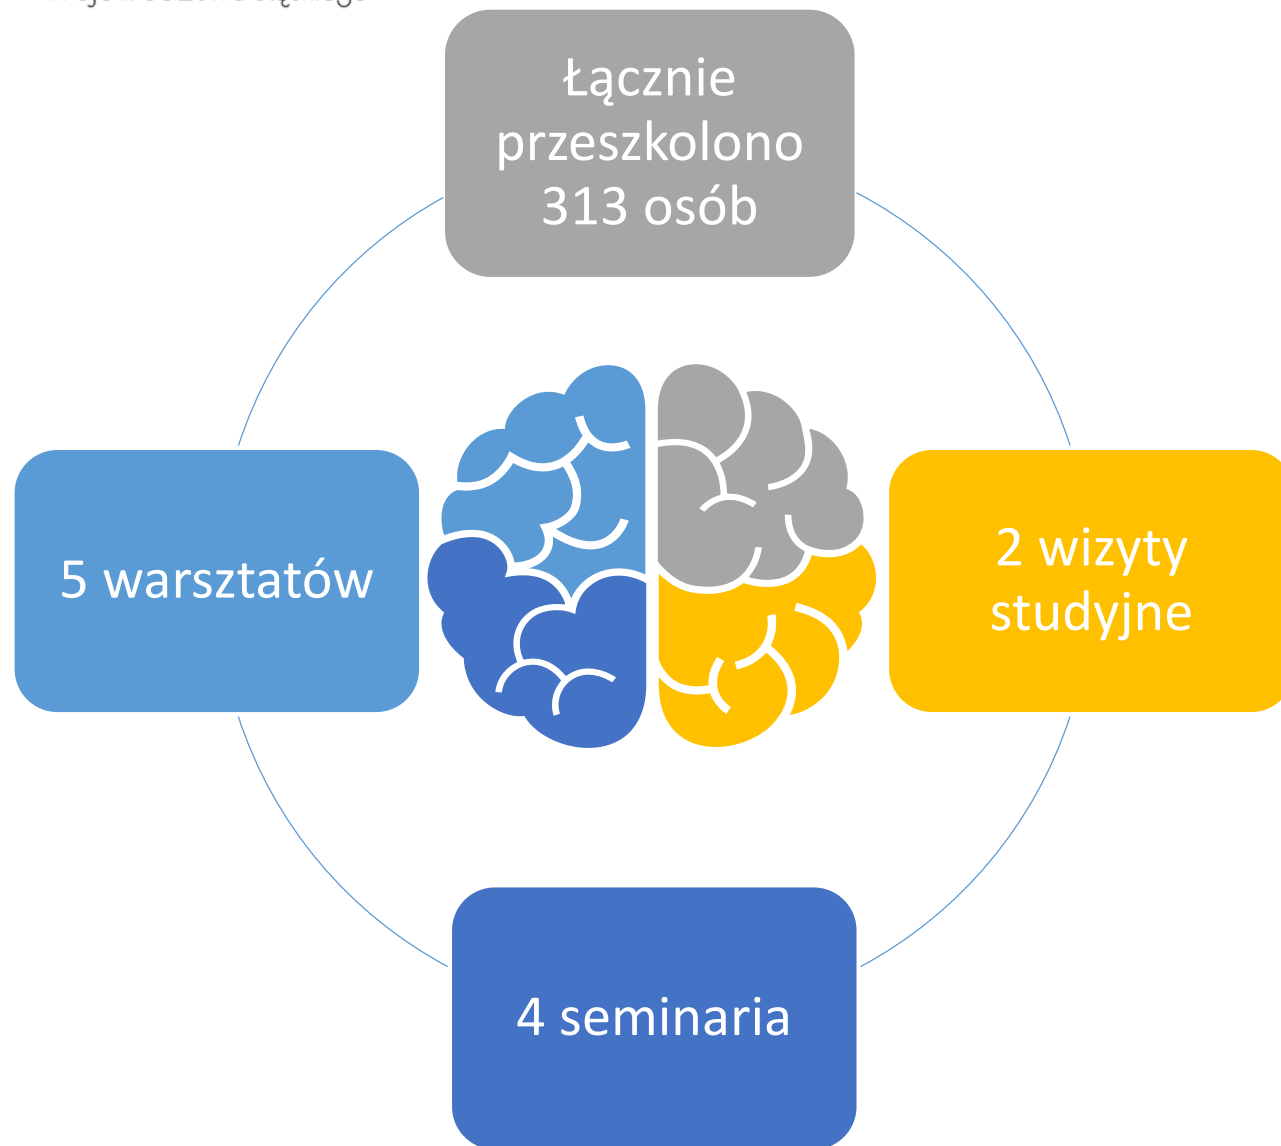 Łącznie
przeszkolono
313 osób
5 warsztatów
2 wizyty
studyjne
4 seminaria